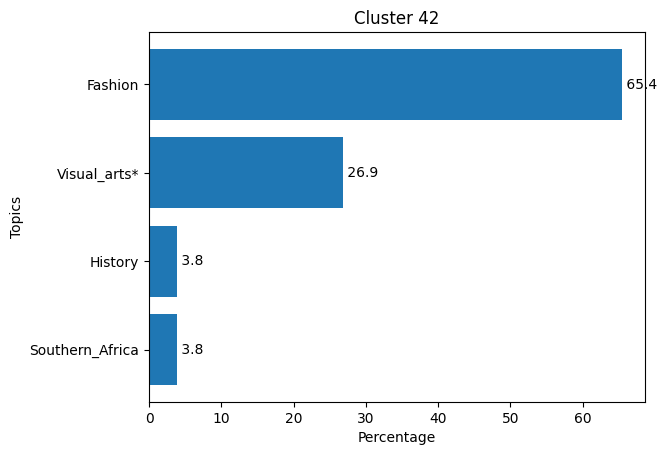 Cluster 42
Topics
Fashion
65.4
Visual_arts*
26.9
History
3.8
Southern_Africa
3.8
0 10 20 30 40 50 60
Percentage